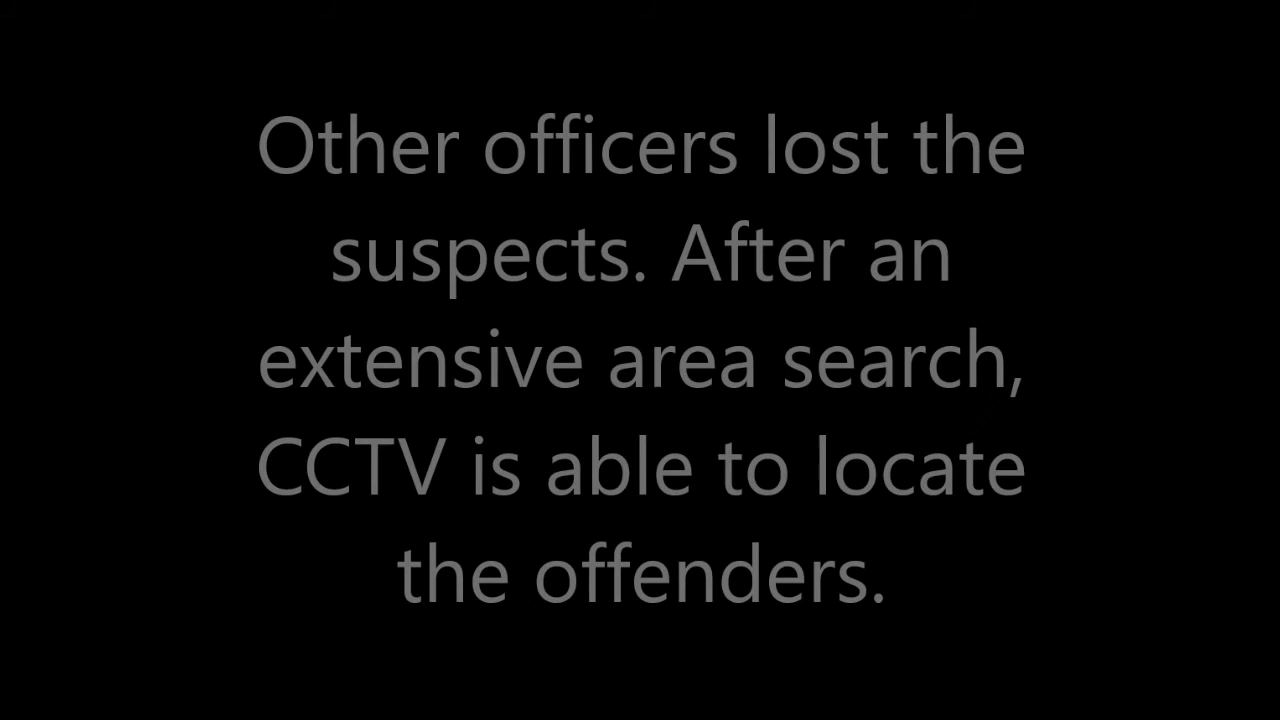 Other officers lost the
suspects. After an
extensive area search,
CCTV is able to locate
the offenders.